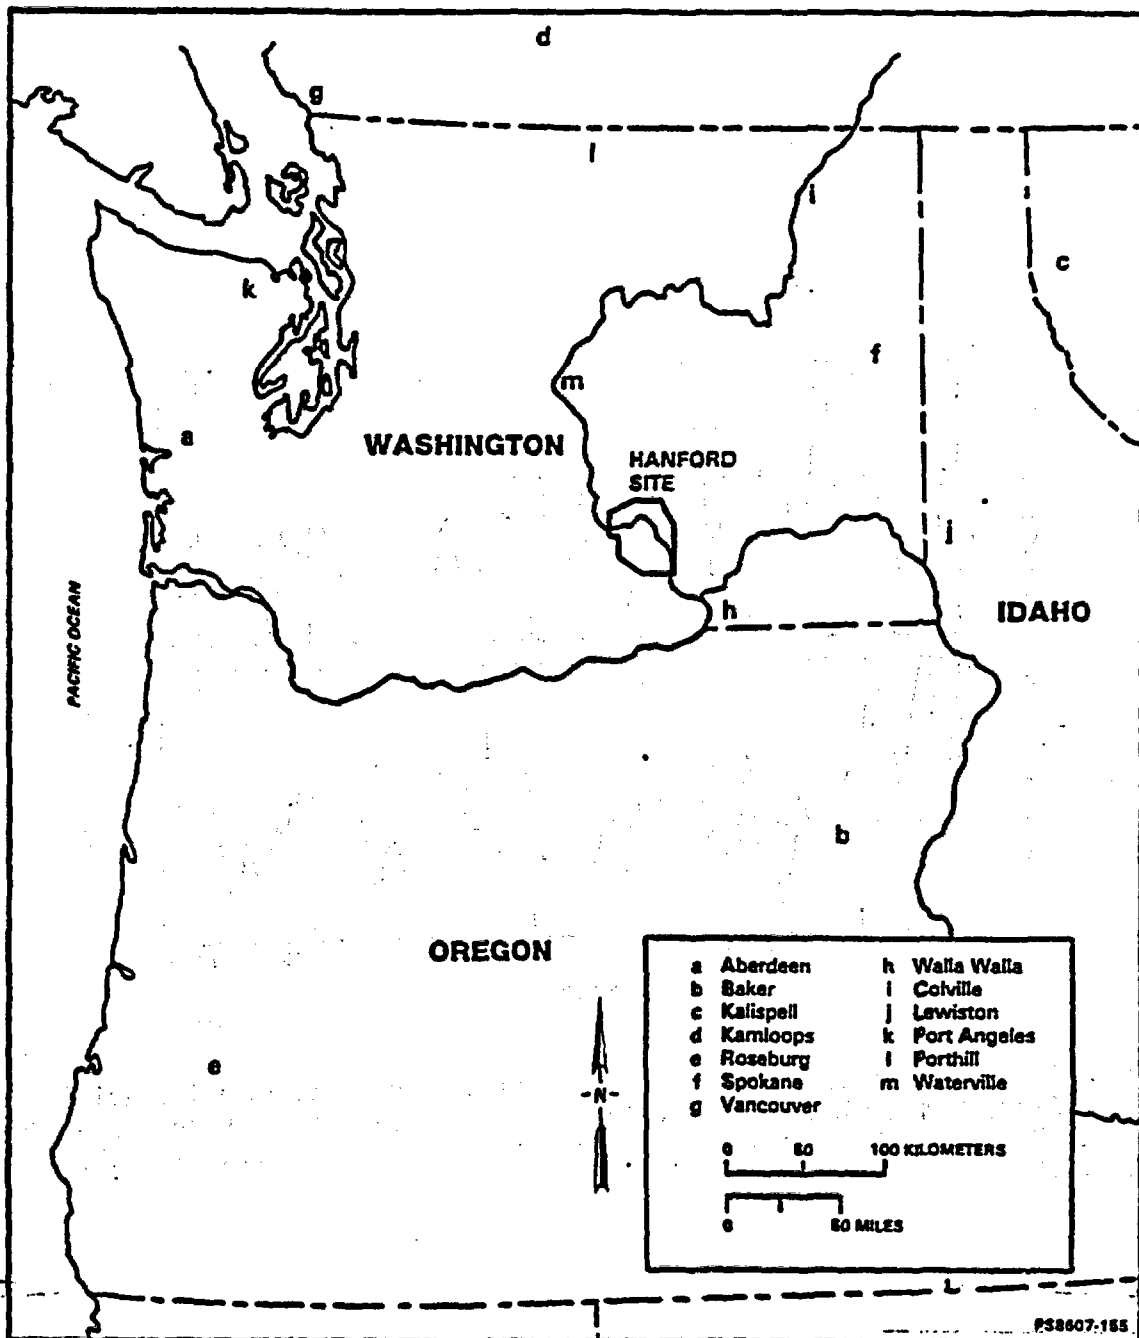 d
g
l
i
c
k
f
m
a
WASHINGTON
HANFORD
SITE
j
PACIFIC OCEAN
h
IDAHO
b
OREGON
a Aberdeen
b Baker
c Kalispell
d Kamloops
e Roseburg
f Spokane
g Vancouver
h Walla Walla
i Colville
j Lewiston
k Port Angeles
l Porthill
m Waterville
e
-N-
0 50 100 KILOMETERS
0 50 MILES
PS8607-155